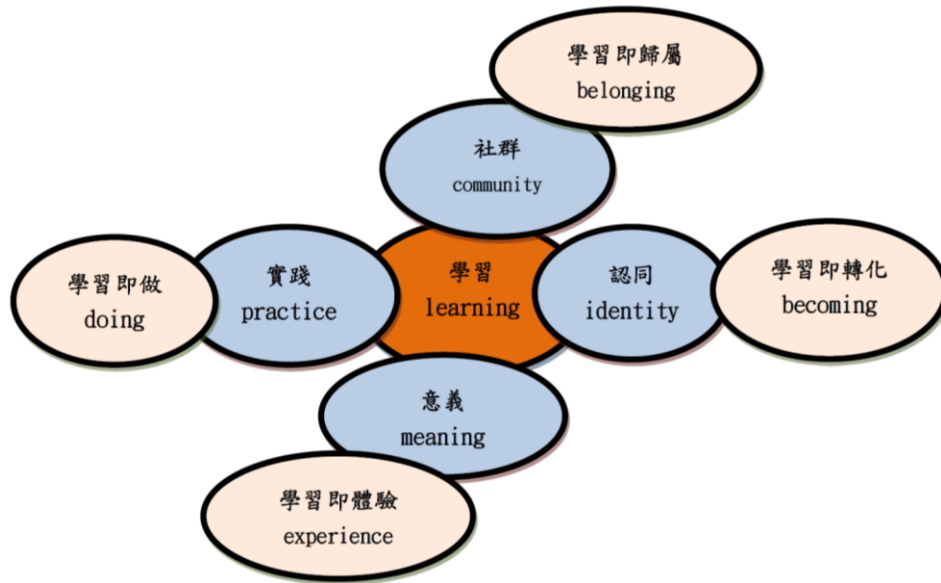 學習即歸屬
belonging
社群
community
學習即做
doing
實踐
practice
學習
learning
認同
identity
學習即轉化
becoming
意義
meaning
學習即體驗
experience